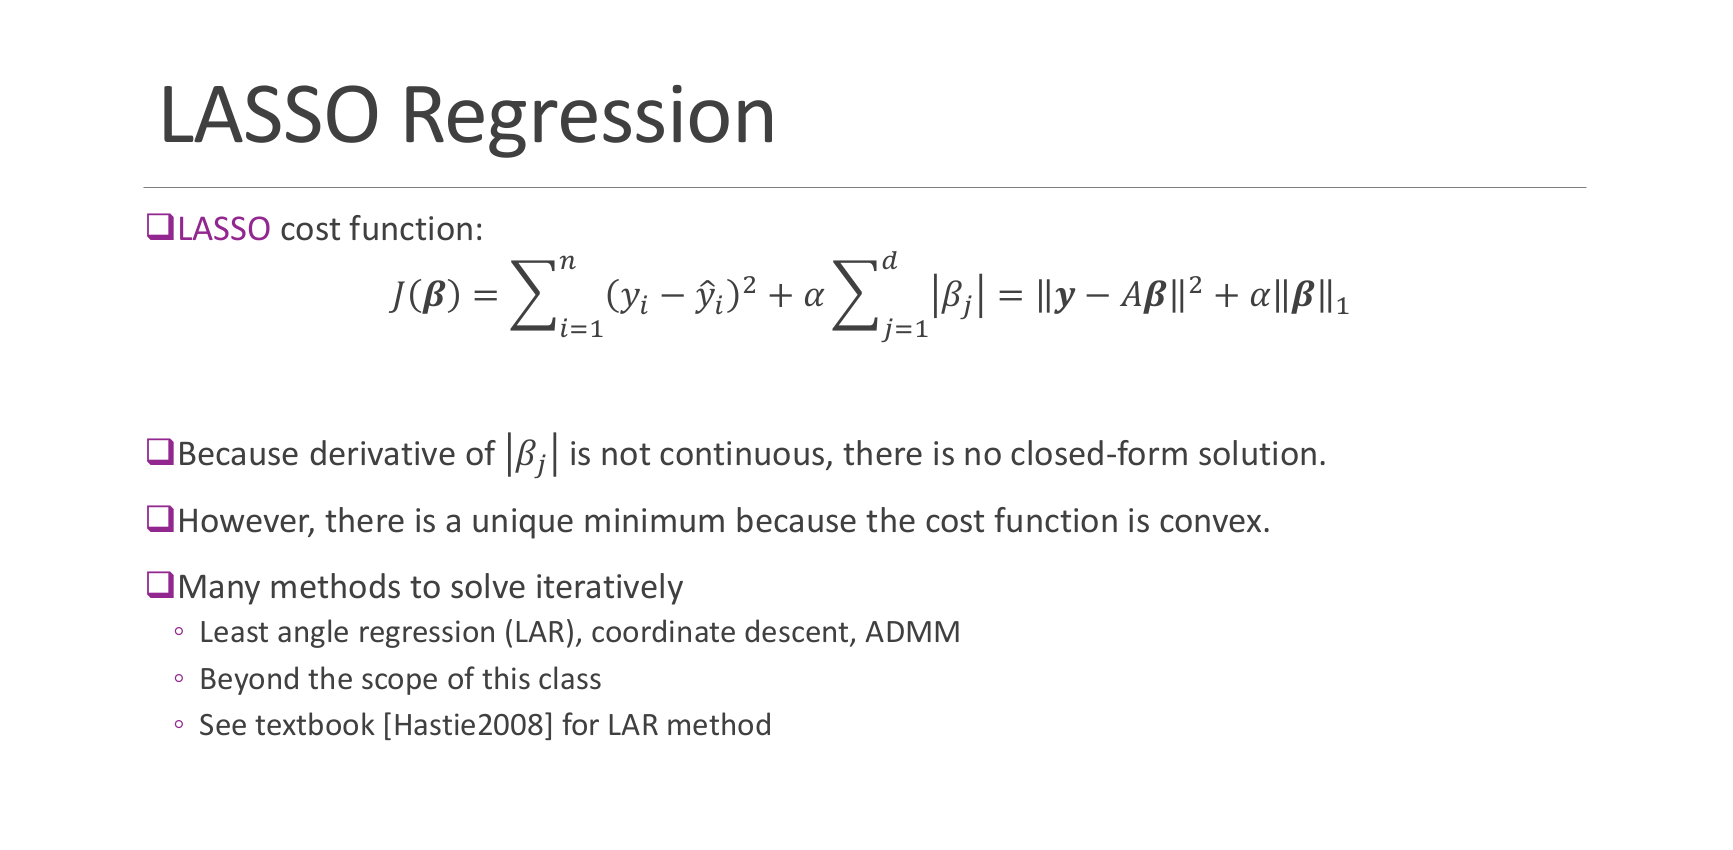 LASSO Regression
❑LASSO cost function:
J(β) = ∑_{i=1}^{n} (y_i − ŷ_i)² + α ∑_{j=1}^{d} |β_j| = ‖y − Aβ‖² + α‖β‖₁
❑Because derivative of |β_j| is not continuous, there is no closed-form solution.
❑However, there is a unique minimum because the cost function is convex.
❑Many methods to solve iteratively
◦ Least angle regression (LAR), coordinate descent, ADMM
◦ Beyond the scope of this class
◦ See textbook [Hastie2008] for LAR method